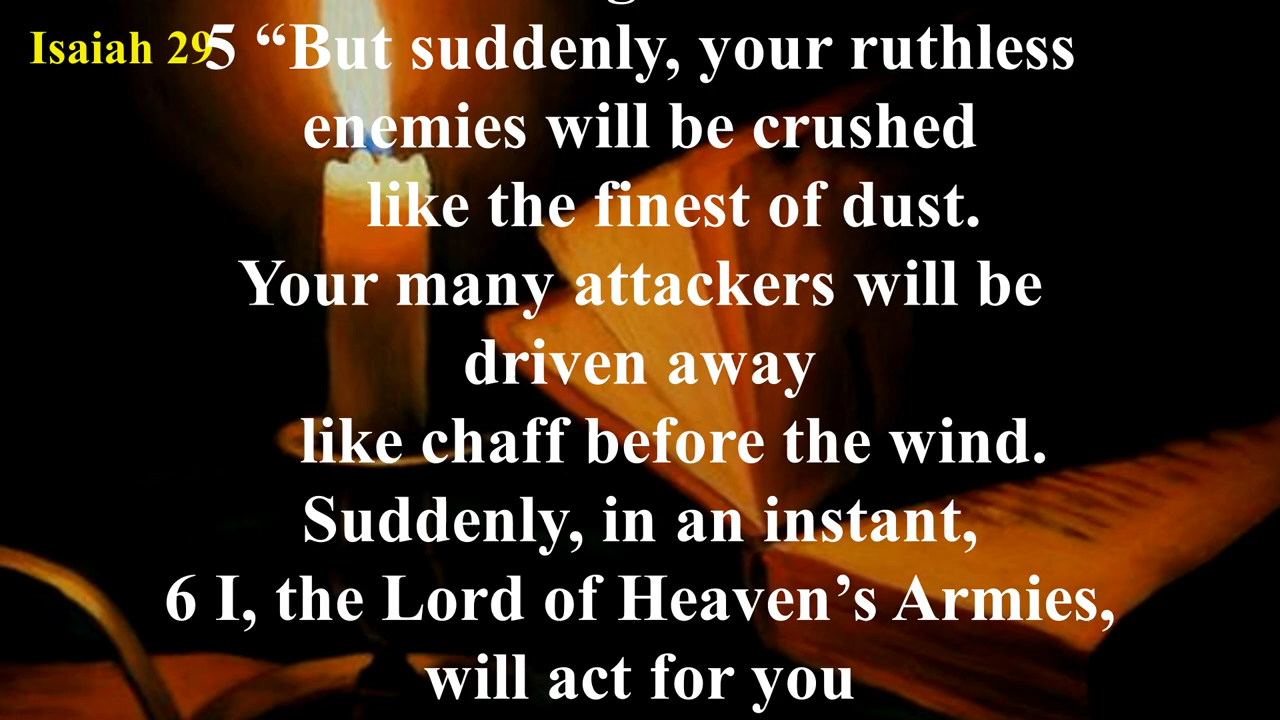 Isaiah 29
5 “But suddenly, your ruthless
enemies will be crushed
like the finest of dust.
Your many attackers will be
driven away
like chaff before the wind.
Suddenly, in an instant,
6 I, the Lord of Heaven’s Armies,
will act for you